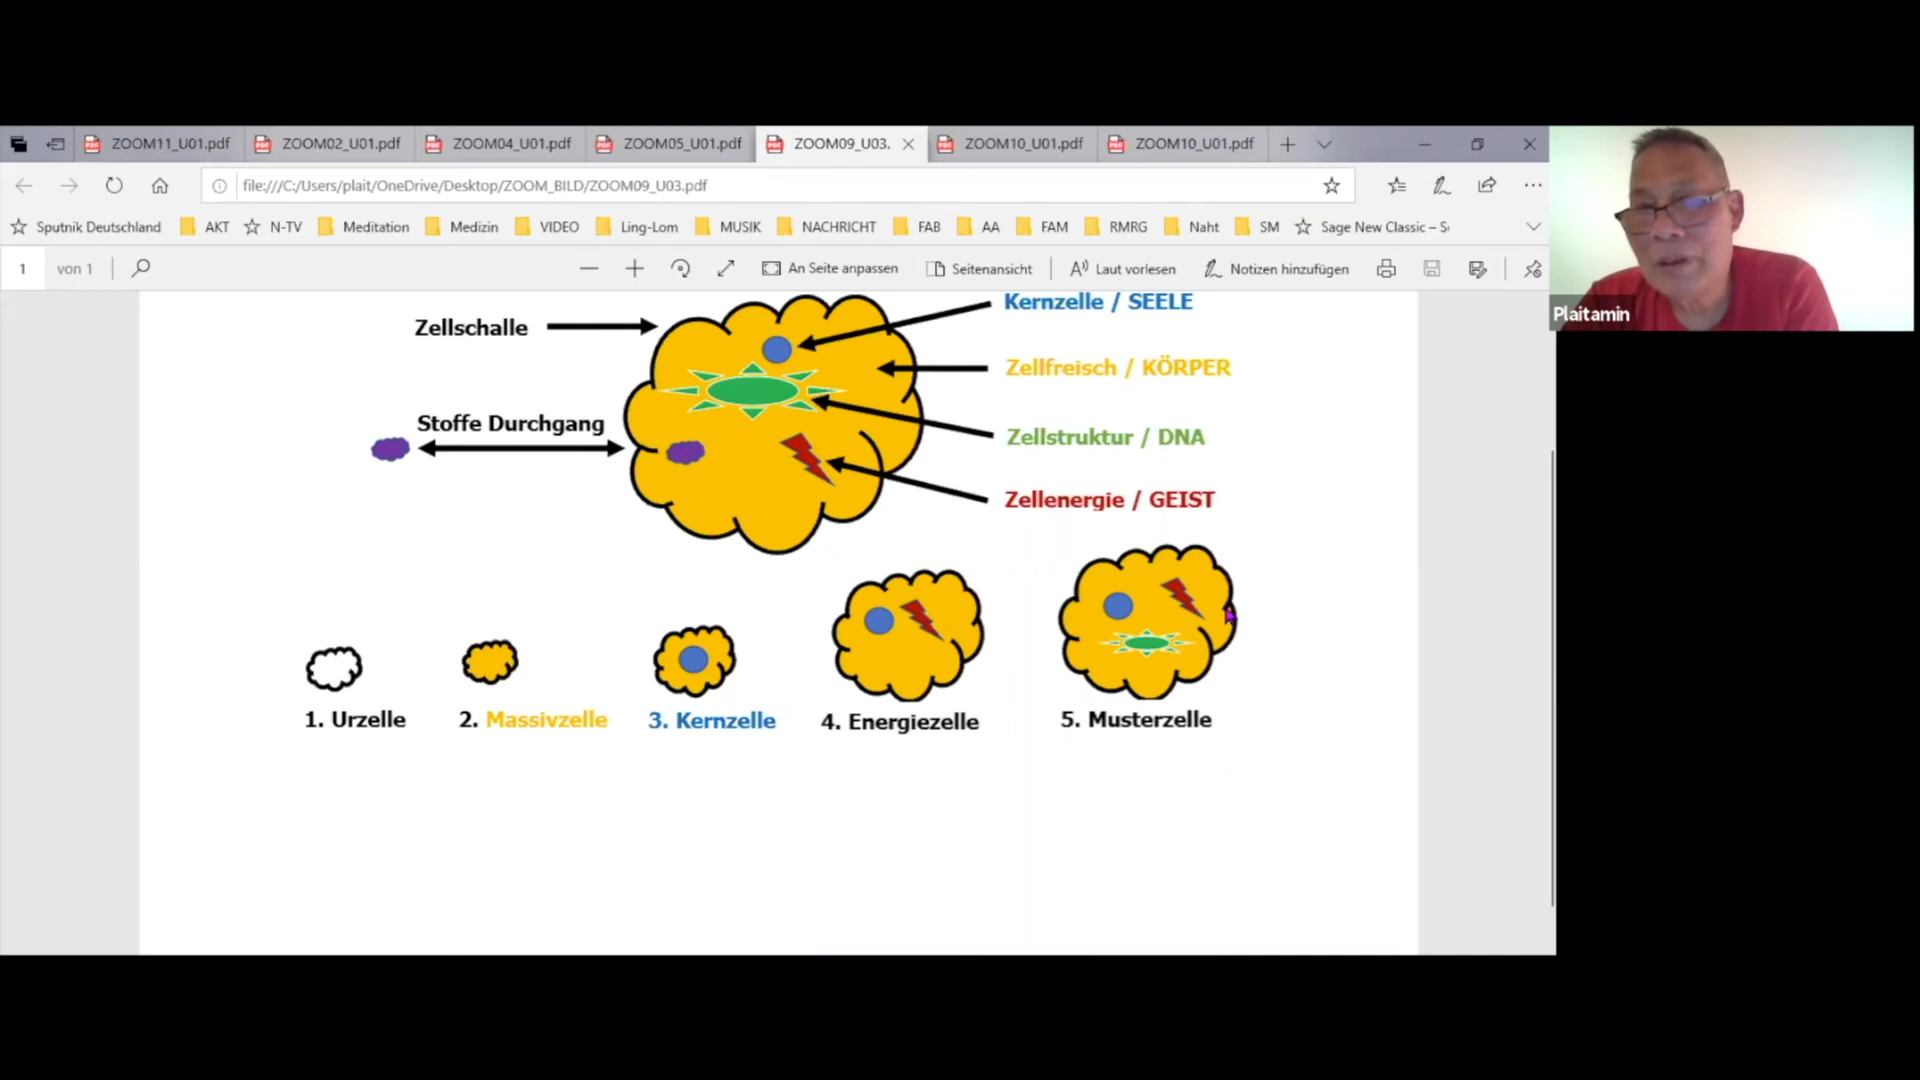 ZOOM11_U01.pdf ZOOM02_U01.pdf ZOOM04_U01.pdf ZOOM05_U01.pdf ZOOM09_U03. ZOOM10_U01.pdf ZOOM10_U01.pdf
file:///C:/Users/plait/OneDrive/Desktop/ZOOM_BILD/ZOOM09_U03.pdf
Sputnik Deutschland AKT N-TV Meditation Medizin VIDEO Ling-Lom MUSIK NACHRICHT FAB AA FAM RMRG Naht SM Sage New Classic – S
1 von 1 An Seite anpassen Seitenansicht Laut vorlesen Notizen hinzufügen
Plaitamin
Kernzelle / SEELE
Zellschalle
Zellfreisch / KÖRPER
Stoffe Durchgang
Zellstruktur / DNA
Zellenergie / GEIST
1. Urzelle 2. Massivzelle 3. Kernzelle 4. Energiezelle 5. Musterzelle